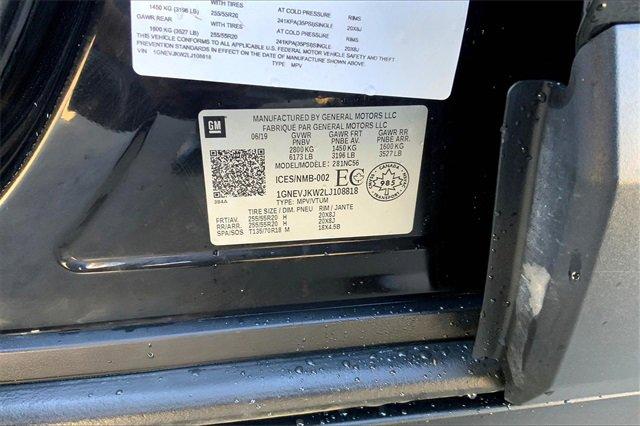 1450 KG (3196 LB) WITH TIRES AT COLD PRESSURE RIMS
GAWR REAR 255/55R20 241KPA(35PSI)SINGLE 20X8J
1600 KG (3527 LB) WITH TIRES AT COLD PRESSURE RIMS
255/55R20 241KPA(35PSI)SINGLE 20X8J
THIS VEHICLE CONFORMS TO ALL APPLICABLE U.S. FEDERAL MOTOR VEHICLE SAFETY AND THEFT
PREVENTION STANDARDS IN EFFECT ON THE DATE OF MANUFACTURE SHOWN ABOVE.
VIN 1GNEVJKW2LJ108818 TYPE MPV
GM
MANUFACTURED BY GENERAL MOTORS LLC
FABRIQUÉ PAR GENERAL MOTORS LLC
06/19 GVWR GAWR FRT GAWR RR
PNBV PNBE AV PNBE ARR.
2800 KG 1450 KG 1600 KG
6173 LB 3196 LB 3527 LB
MODEL/MODÈLE: 281NC56
ICES/NMB-002 EC CANADA 985
1GNEVJKW2LJ108818
TYPE: MPV/VTUM
394A
TIRE SIZE / DIM. PNEU RIM / JANTE
FRT/AV. 255/55R20 H 20X8J
RR/ARR. 255/55R20 H 20X8J
SPA/SOS. T135/70R18 M 18X4.5B